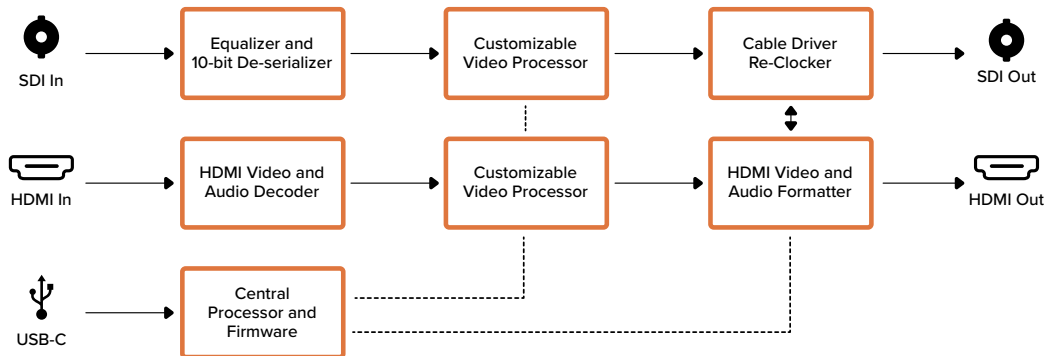 SDI In
Equalizer and
10-bit De-serializer
Customizable
Video Processor
Cable Driver
Re-Clocker
SDI Out
HDMI In
HDMI Video and
Audio Decoder
Customizable
Video Processor
HDMI Video and
Audio Formatter
HDMI Out
USB-C
Central
Processor and
Firmware